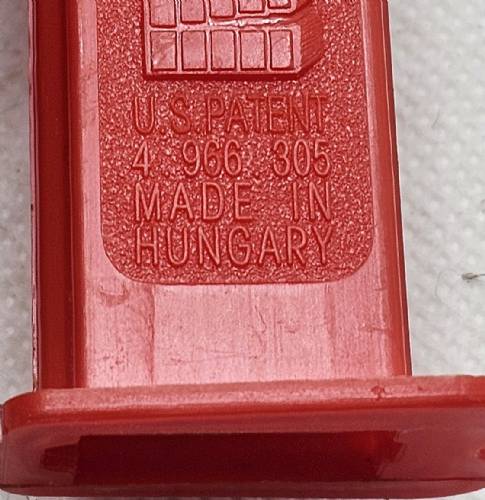 U.S. PATENT
4 966 305
MADE IN
HUNGARY